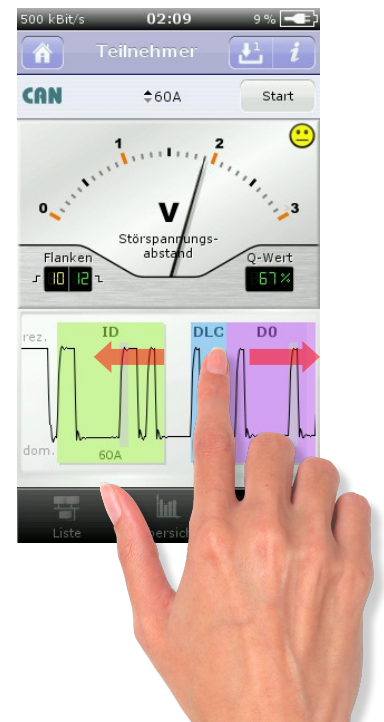 500 kBit/s 02:09 9%
Teilnehmer 1 i
CAN 60A Start
0 1 2 3
V
Störspannungs-
abstand
Flanken Q-Wert
10 12 67%
ID DLC D0
rez.
dom. 60A
Liste